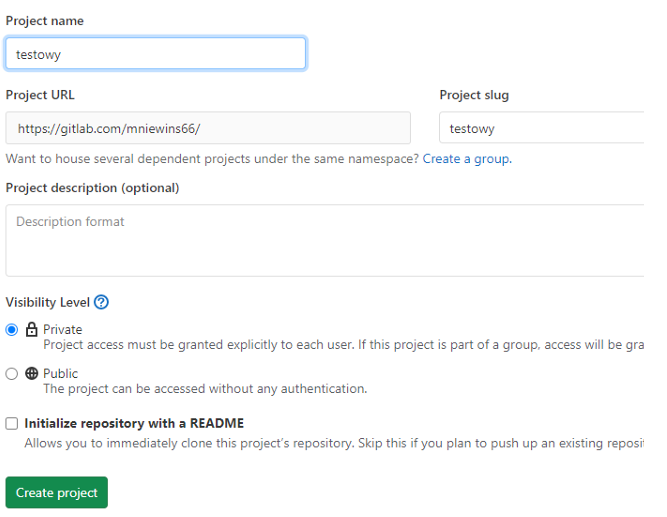 Project name
testowy
Project URL
Project slug
https://gitlab.com/mniewins66/
testowy
Want to house several dependent projects under the same namespace? Create a group.
Project description (optional)
Description format
Visibility Level
Private
Project access must be granted explicitly to each user. If this project is part of a group, access will be gra
Public
The project can be accessed without any authentication.
Initialize repository with a README
Allows you to immediately clone this project's repository. Skip this if you plan to push up an existing reposit
Create project